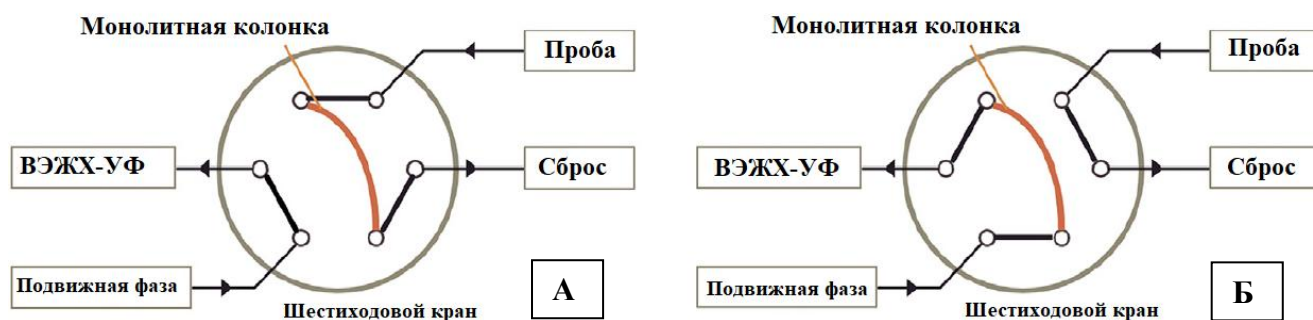 Монолитная колонка
Проба
ВЭЖХ-УФ
Сброс
Подвижная фаза
А
Шестиходовой кран
Монолитная колонка
Проба
ВЭЖХ-УФ
Сброс
Подвижная фаза
Б
Шестиходовой кран